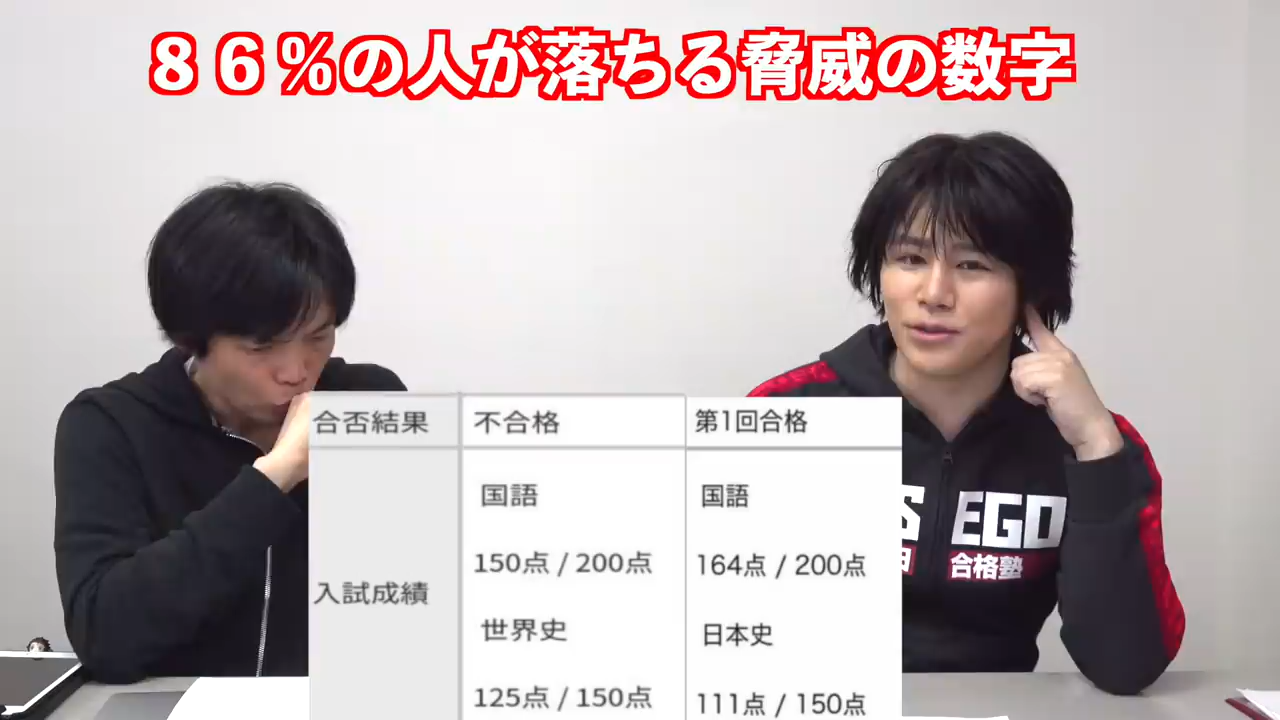 ８６％の人が落ちる脅威の数字
合否結果 不合格 第1回合格
入試成績
国語 国語
150点 / 200点 164点 / 200点
世界史 日本史
125点 / 150点 111点 / 150点
S EGO
合格塾